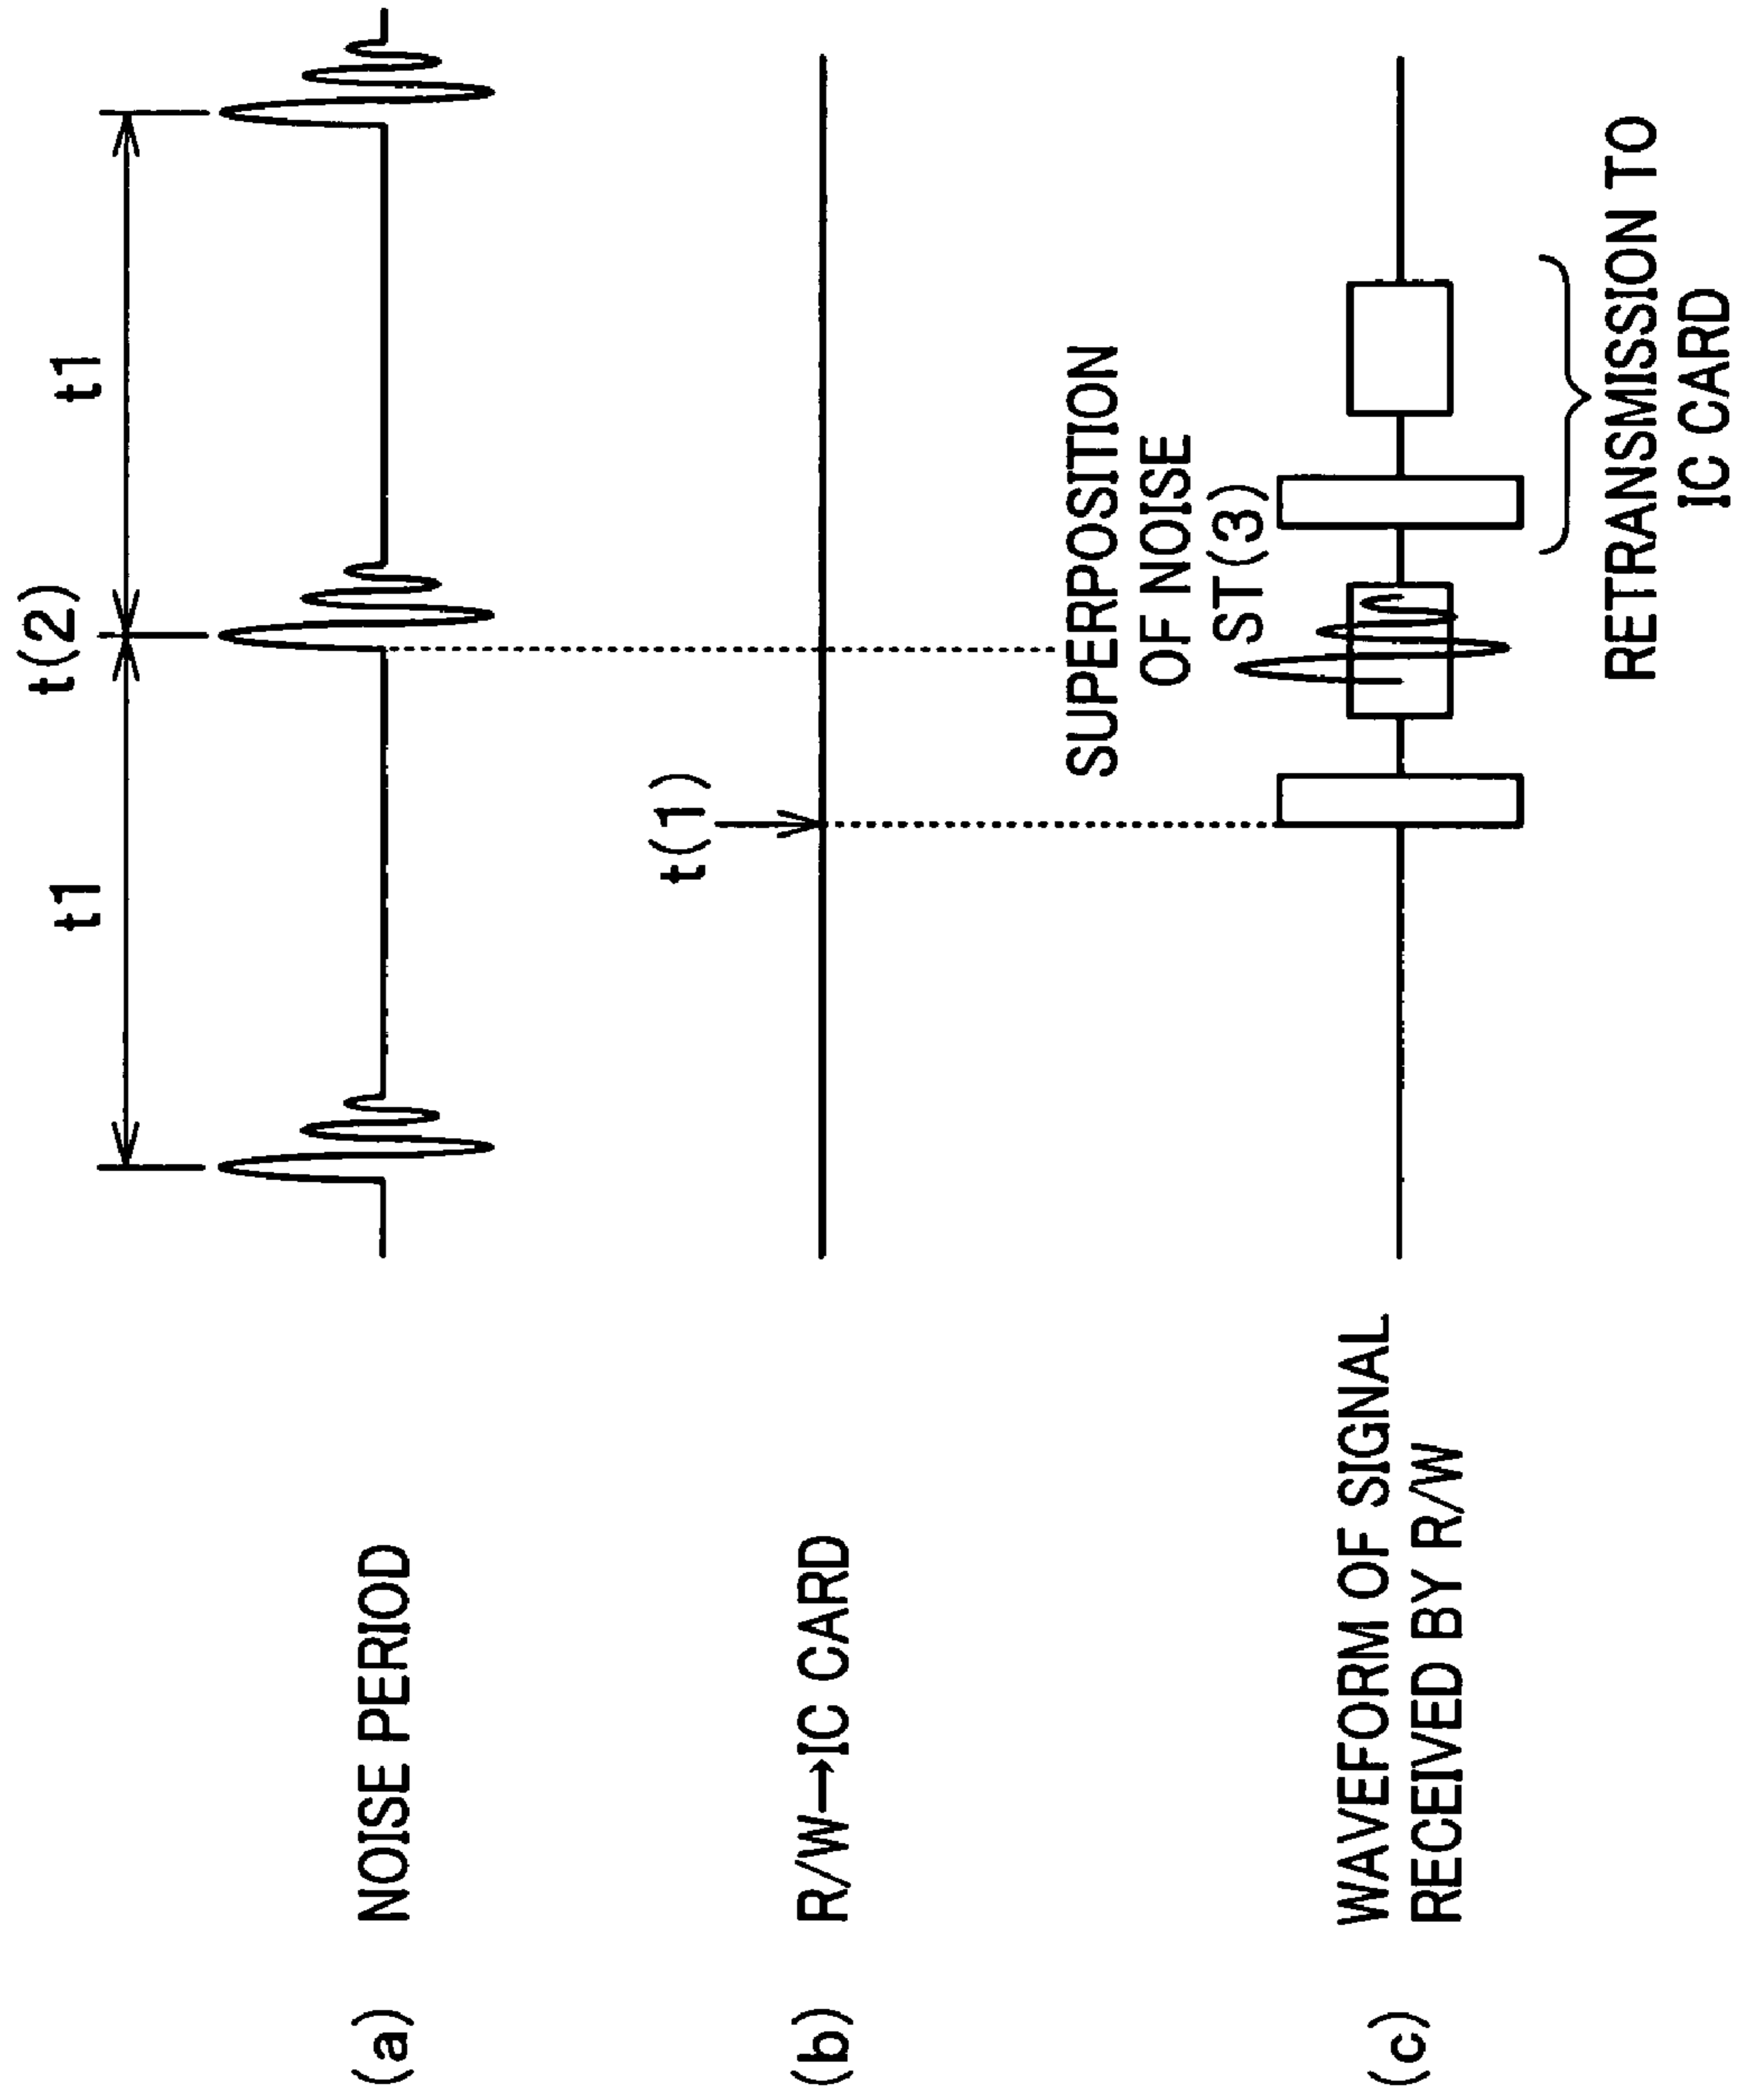 t1
t(2)
t1
(a) NOISE PERIOD
t(1)
(b) R/W→IC CARD
SUPERPOSITION
OF NOISE
ST(3)
(c) WAVEFORM OF SIGNAL
RECEIVED BY R/W
RETRANSMISSION TO
IC CARD